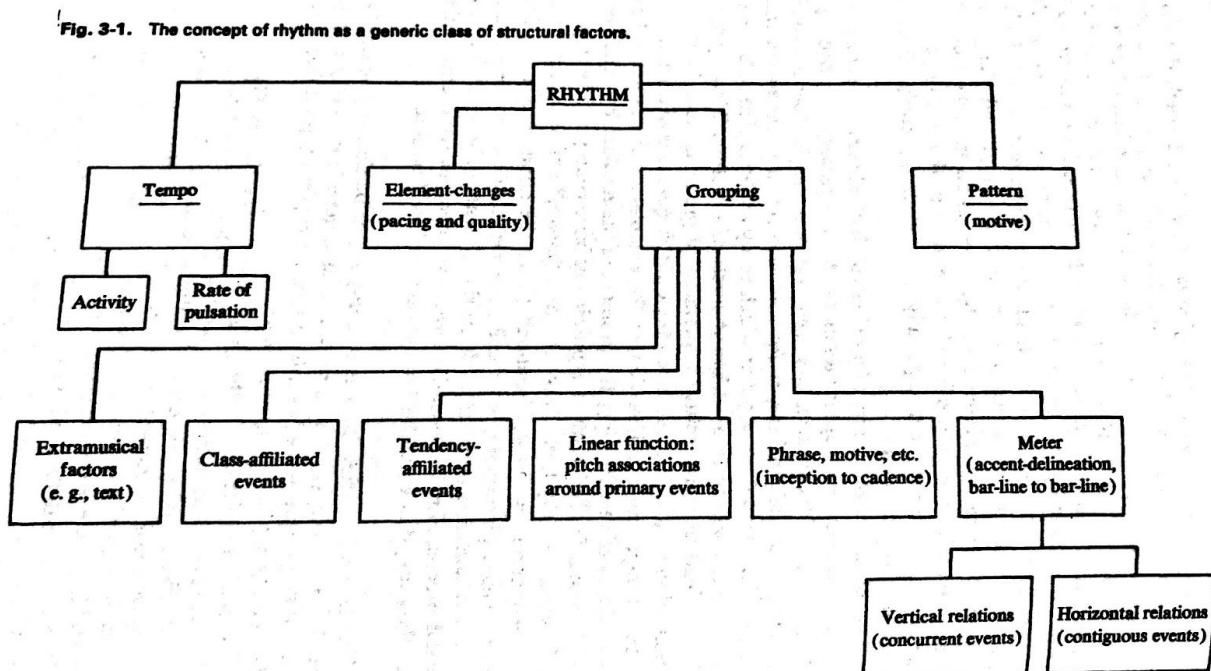 Fig. 3-1. The concept of rhythm as a generic class of structural factors.
RHYTHM
Tempo
Element-changes
(pacing and quality)
Grouping
Pattern
(motive)
Activity
Rate of
pulsation
Extramusical
factors
(e. g., text)
Class-affiliated
events
Tendency-
affiliated
events
Linear function:
pitch associations
around primary events
Phrase, motive, etc.
(inception to cadence)
Meter
(accent-delineation,
bar-line to bar-line)
Vertical relations
(concurrent events)
Horizontal relations
(contiguous events)